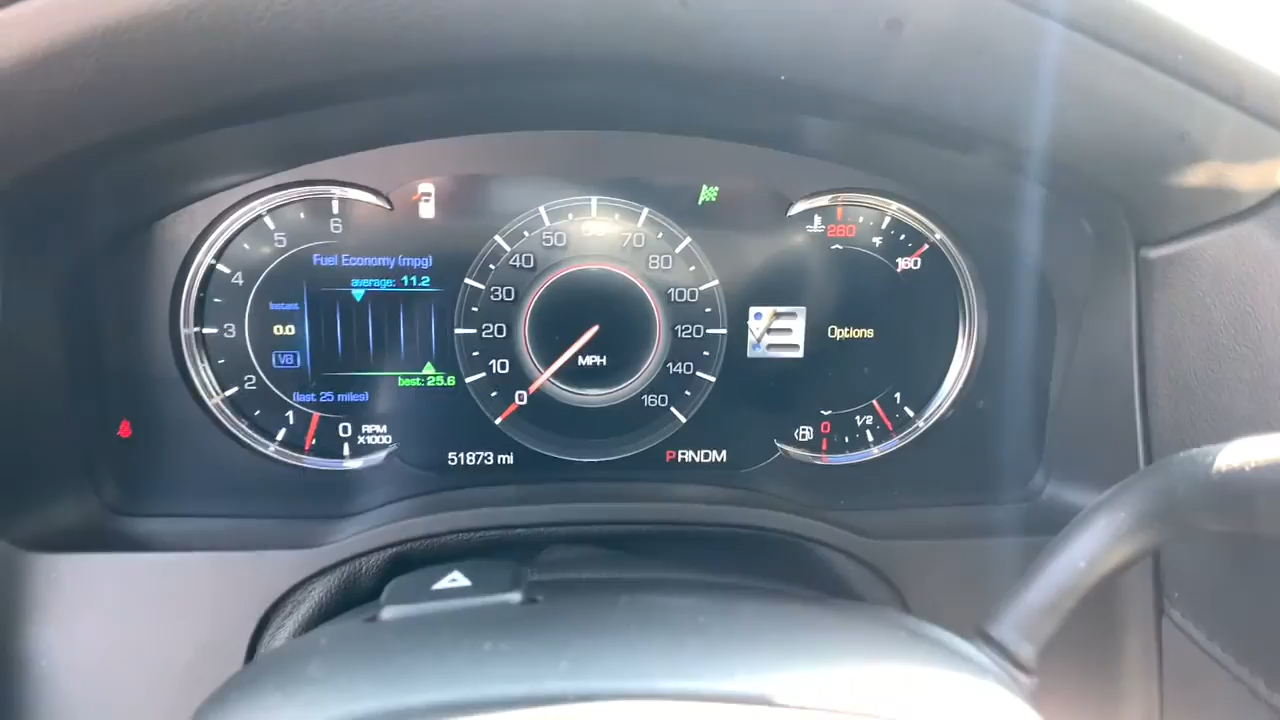 6
5
4
3
2
1
0
RPM
X1000
Fuel Economy (mpg)
average: 11.2
Instant
0.0
V8
best: 25.6
(last 25 miles)
0
10
20
30
40
50
60
70
80
100
120
140
160
MPH
51873 mi
PRNDM
260
°F
160
Options
0
1/2
1